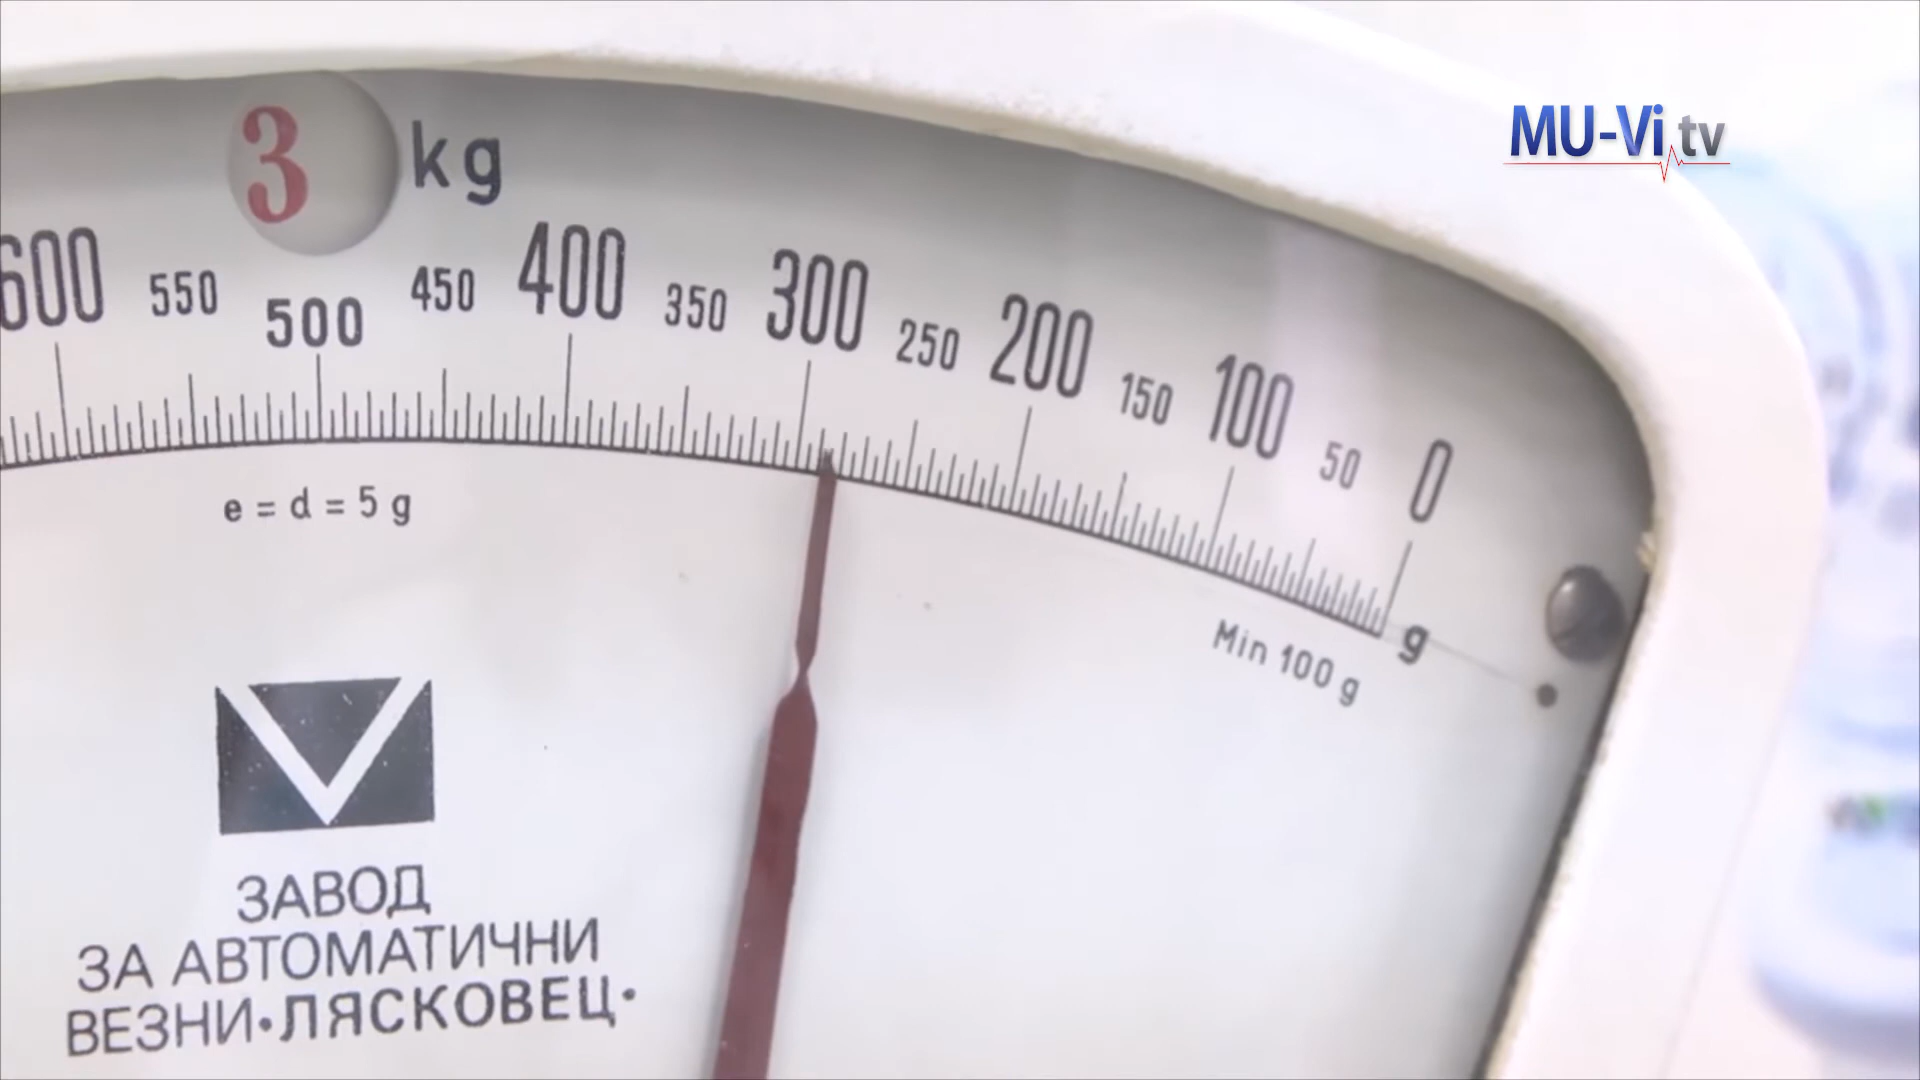 MU-Vi.tv
3 kg
600 550 500 450 400 350 300 250 200 150 100 50 0
g
e = d = 5 g
Min 100 g
ЗАВОД
ЗА АВТОМАТИЧНИ
ВЕЗНИ·ЛЯСКОВЕЦ·